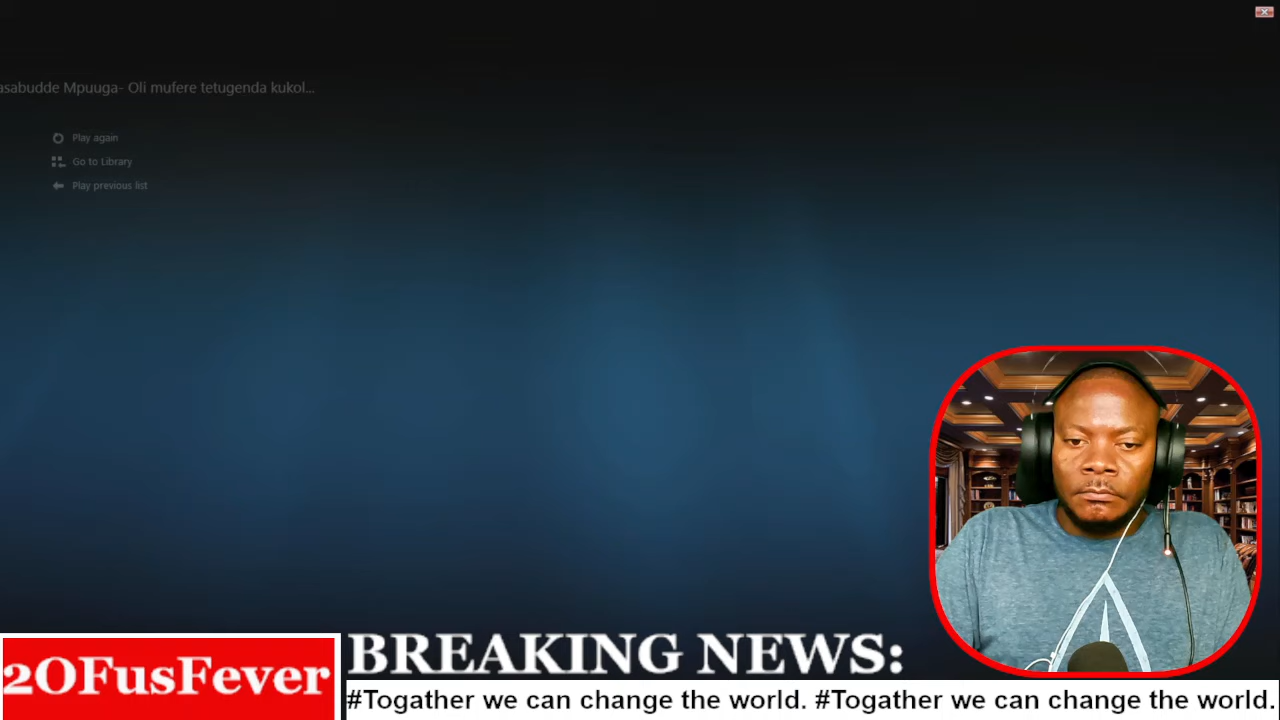 asabudde Mpuuga- Oli mufere tetugenda kukol...
Play again
Go to Library
Play previous list
2OFusFever
BREAKING NEWS:
#Togather we can change the world. #Togather we can change the world.